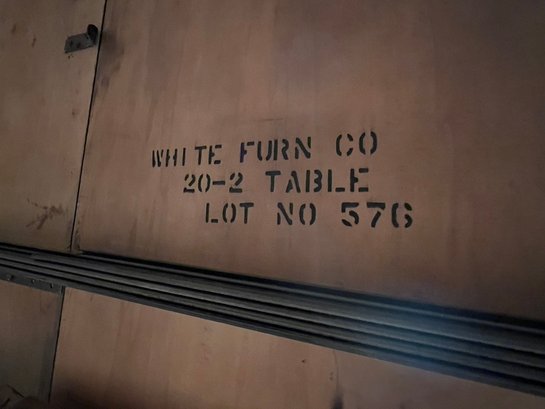 WHITE FURN CO
20-2 TABLE
LOT NO 576